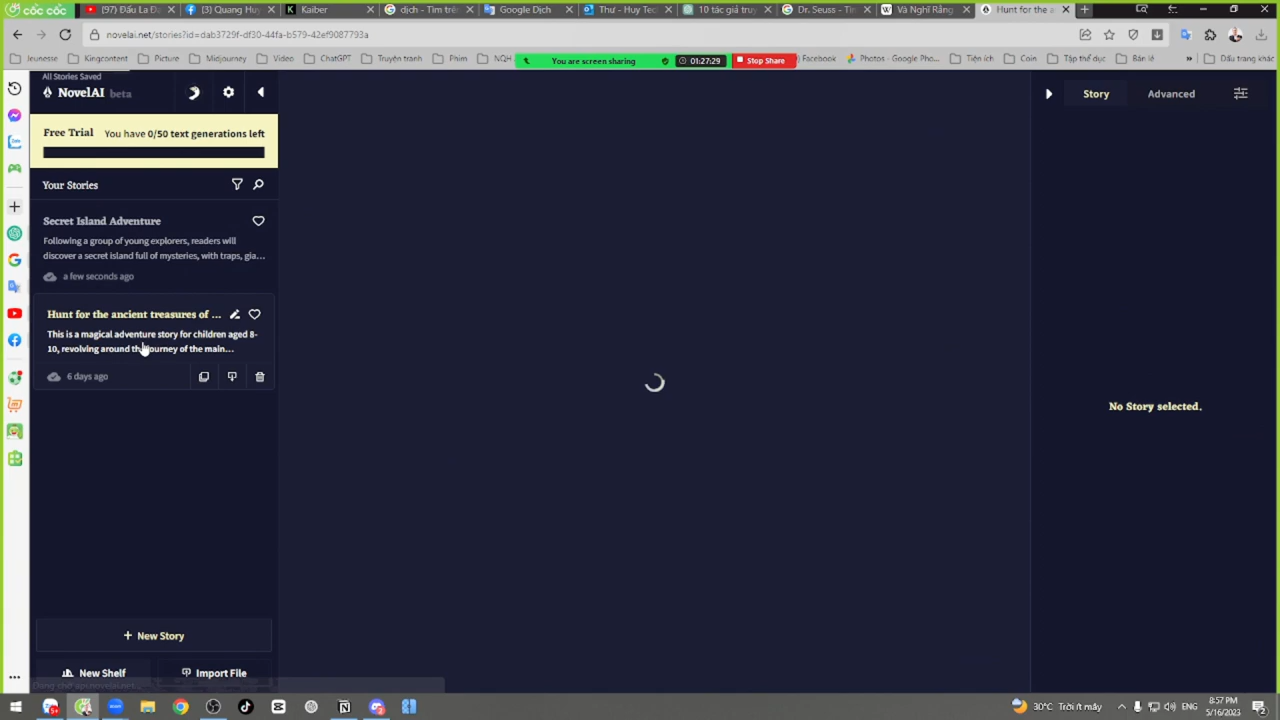 cốc cốc
(97) Đấu La Đ
(3) Quang Huy
Kaiber
dịch - Tìm trên
Google Dịch
Thư - Huy Tec
10 tác giả truy
Dr. Seuss - Tìm
Và Nghĩ Rằng
Hunt for the a
novelai.net/stories?id=dab3729f-df30-44fa-b579-42ef9087793a
Jeunesse
Kingcontent
Picture
Midjourney
Video
ChatGPT
Truyện tranh
Phim
NQH
You are screen sharing
01:27:29
Stop Share
Facebook
Photos - Google Pho...
Tiện ích
Coin
Tập thể dục
Bán lẻ
»
Dấu trang khác
All Stories Saved
NovelAI beta
Story
Advanced
Free Trial
You have 0/50 text generations left
Your Stories
Secret Island Adventure
Following a group of young explorers, readers will
discover a secret island full of mysteries, with traps, gia...
a few seconds ago
Hunt for the ancient treasures of ...
This is a magical adventure story for children aged 8-
10, revolving around the journey of the main...
6 days ago
No Story selected.
+ New Story
New Shelf
Import File
30°C Trời ít mây
ENG
8:57 PM
5/16/2023